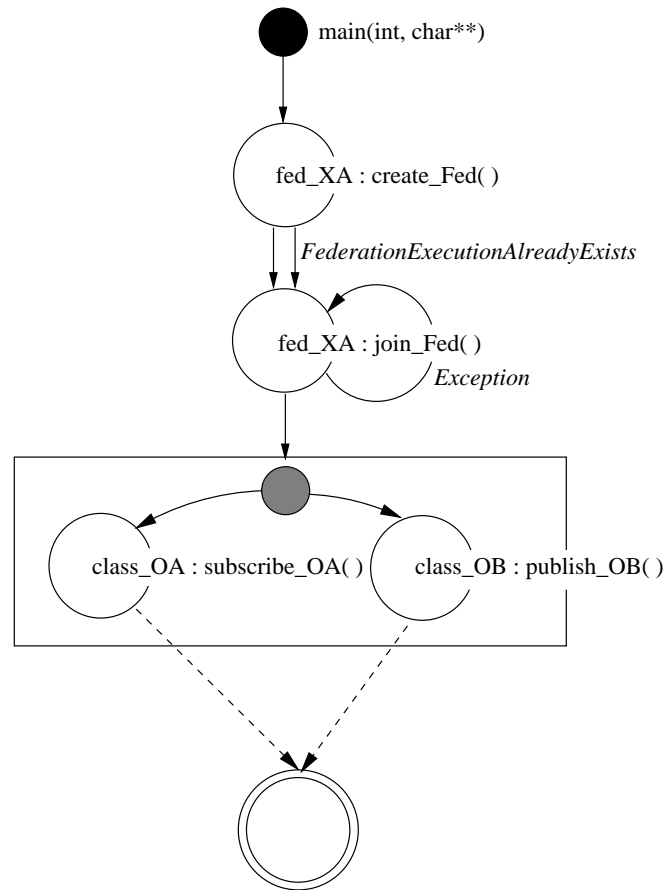 main(int, char**)
fed_XA : create_Fed( )
FederationExecutionAlreadyExists
fed_XA : join_Fed( )
Exception
class_OA : subscribe_OA( )
class_OB : publish_OB( )